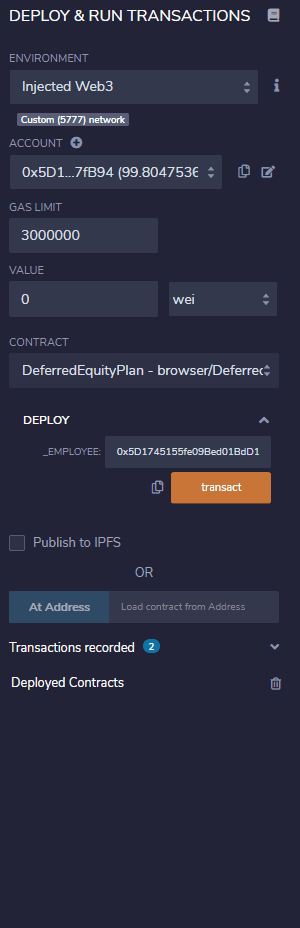 DEPLOY & RUN TRANSACTIONS
ENVIRONMENT
Injected Web3
Custom (5777) network
ACCOUNT
0x5D1...7fB94 (99.8047536
GAS LIMIT
3000000
VALUE
0 wei
CONTRACT
DeferredEquityPlan - browser/Deferred
DEPLOY
_EMPLOYEE: 0x5D1745155fe09Bed01BdD1
transact
Publish to IPFS
OR
At Address Load contract from Address
Transactions recorded 2
Deployed Contracts